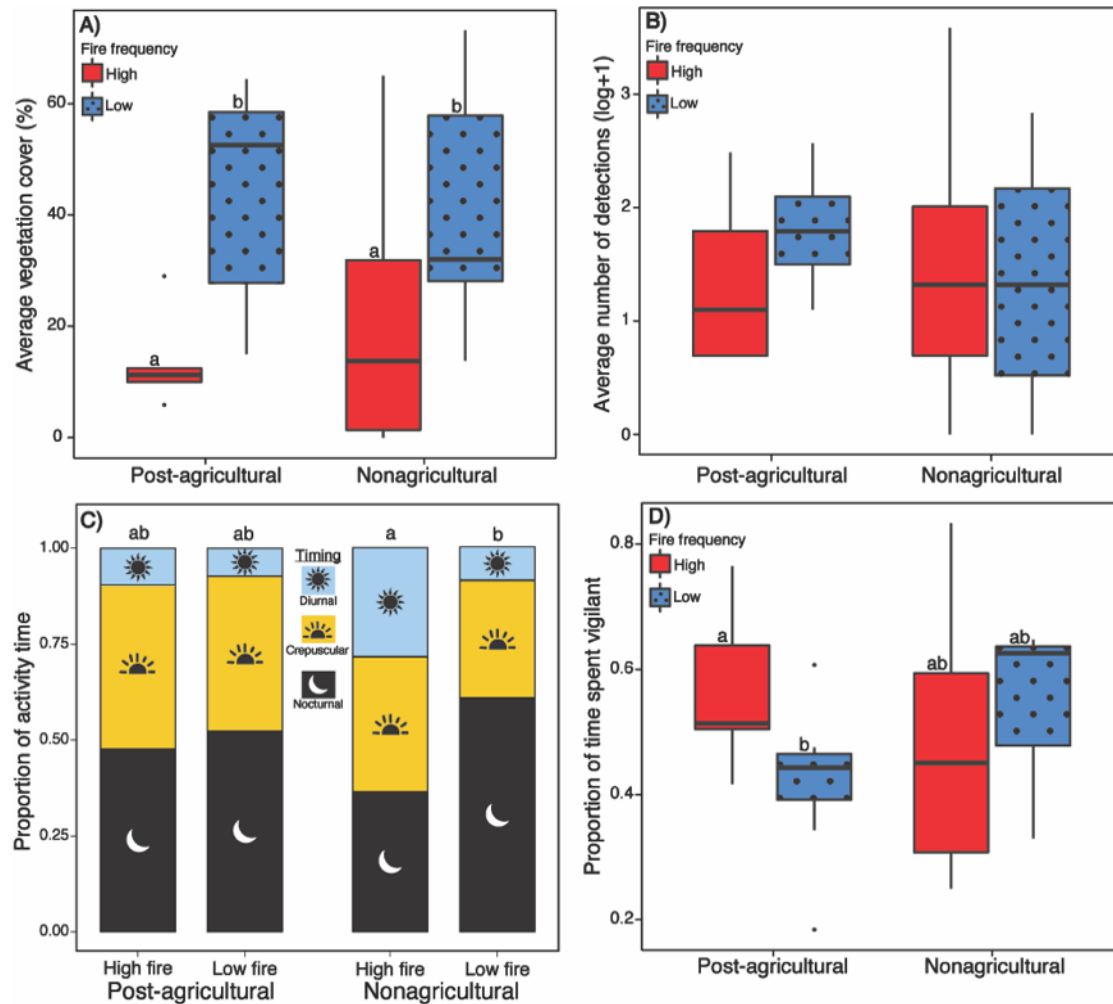 A)
Fire frequency
High
Low
Average vegetation cover (%)
60
40
20
0
a
b
a
b
Post-agricultural
Nonagricultural
B)
Fire frequency
High
Low
Average number of detections (log+1)
3
2
1
0
Post-agricultural
Nonagricultural
C)
Proportion of activity time
1.00
0.75
0.50
0.25
0.00
ab
ab
a
b
Timing
Diurnal
Crepuscular
Nocturnal
High fire
Low fire
High fire
Low fire
Post-agricultural
Nonagricultural
D)
Fire frequency
High
Low
Proportion of time spent vigilant
0.8
0.6
0.4
0.2
a
b
ab
ab
Post-agricultural
Nonagricultural